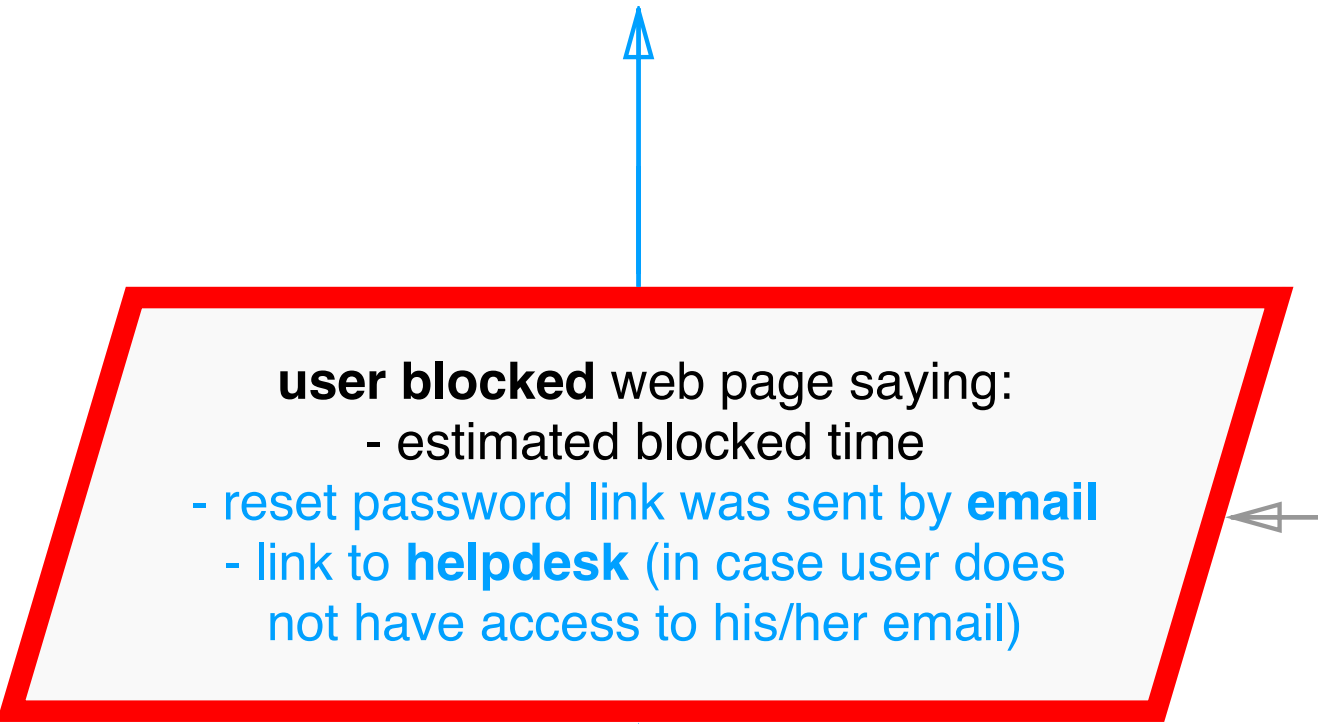 user blocked web page saying:
- estimated blocked time
- reset password link was sent by email
- link to helpdesk (in case user does
not have access to his/her email)